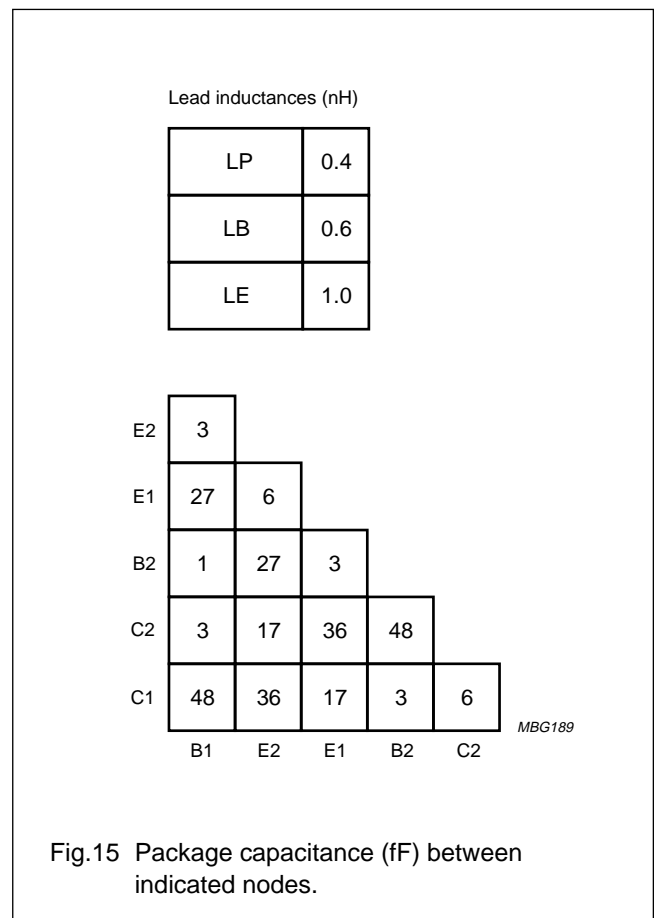 Lead inductances (nH)
LP 0.4
LB 0.6
LE 1.0
E2 3
E1 27 6
B2 1 27 3
C2 3 17 36 48
C1 48 36 17 3 6
MBG189
B1 E2 E1 B2 C2
Fig.15 Package capacitance (fF) between
indicated nodes.